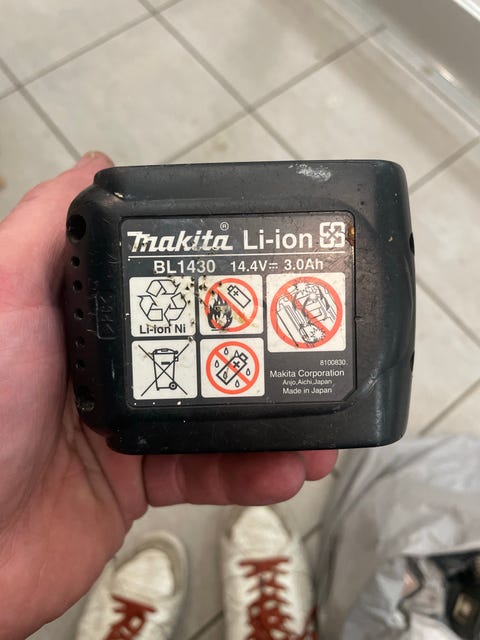 makita® Li-ion
BL1430 14.4V⎓ 3.0Ah
Li-ion Ni
8100830.
Makita Corporation
Anjo,Aichi,Japan
Made in Japan